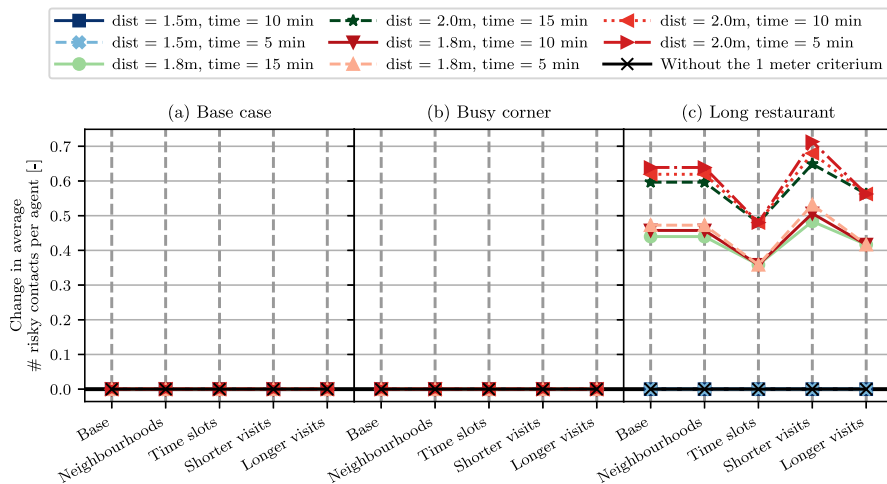 dist = 1.5m, time = 10 min dist = 2.0m, time = 15 min dist = 2.0m, time = 10 min
dist = 1.5m, time = 5 min dist = 1.8m, time = 10 min dist = 2.0m, time = 5 min
dist = 1.8m, time = 15 min dist = 1.8m, time = 5 min Without the 1 meter criterium
(a) Base case (b) Busy corner (c) Long restaurant
Change in average
# risky contacts per agent [-]
0.7
0.6
0.5
0.4
0.3
0.2
0.1
0.0
Base
Neighbourhoods
Time slots
Shorter visits
Longer visits
Base
Neighbourhoods
Time slots
Shorter visits
Longer visits
Base
Neighbourhoods
Time slots
Shorter visits
Longer visits